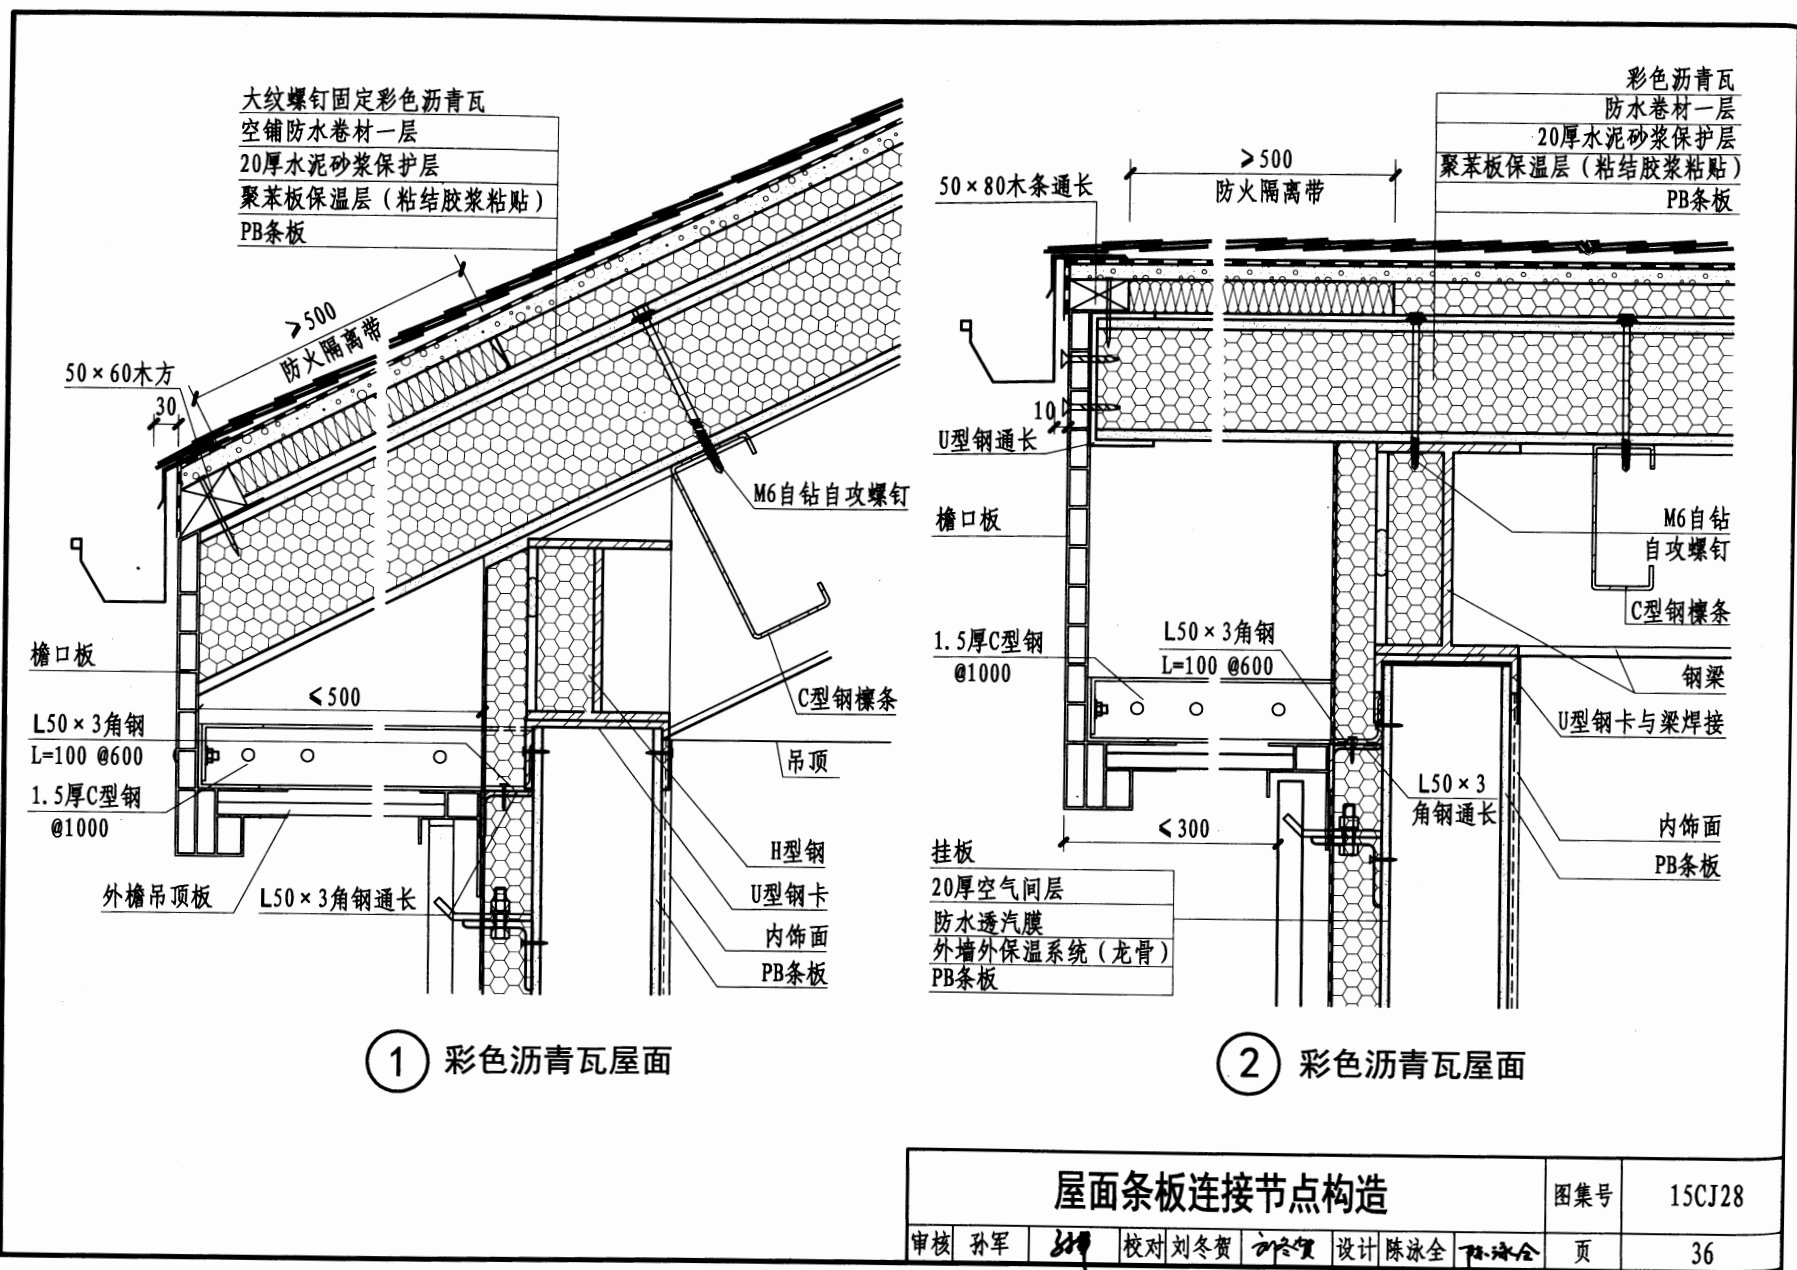 大纹螺钉固定彩色沥青瓦
空铺防水卷材一层
20厚水泥砂浆保护层
聚苯板保温层（粘结胶浆粘贴）
PB条板
≥500
防火隔离带
50×60木方
30
M6自钻自攻螺钉
檐口板
≤500
C型钢檩条
L50×3角钢
L=100 @600
吊顶
1.5厚C型钢
@1000
H型钢
外檐吊顶板
L50×3角钢通长
U型钢卡
内饰面
PB条板
1 彩色沥青瓦屋面
彩色沥青瓦
防水卷材一层
20厚水泥砂浆保护层
聚苯板保温层（粘结胶浆粘贴）
PB条板
≥500
防火隔离带
50×80木条通长
10
U型钢通长
檐口板
M6自钻
自攻螺钉
C型钢檩条
1.5厚C型钢
@1000
L50×3角钢
L=100 @600
钢梁
U型钢卡与梁焊接
L50×3
角钢通长
≤300
内饰面
PB条板
挂板
20厚空气间层
防水透汽膜
外墙外保温系统（龙骨）
PB条板
2 彩色沥青瓦屋面
屋面条板连接节点构造
图集号 15CJ28
审核 孙军 校对 刘冬贺 刘冬贺 设计 陈泳全 陈泳全 页 36